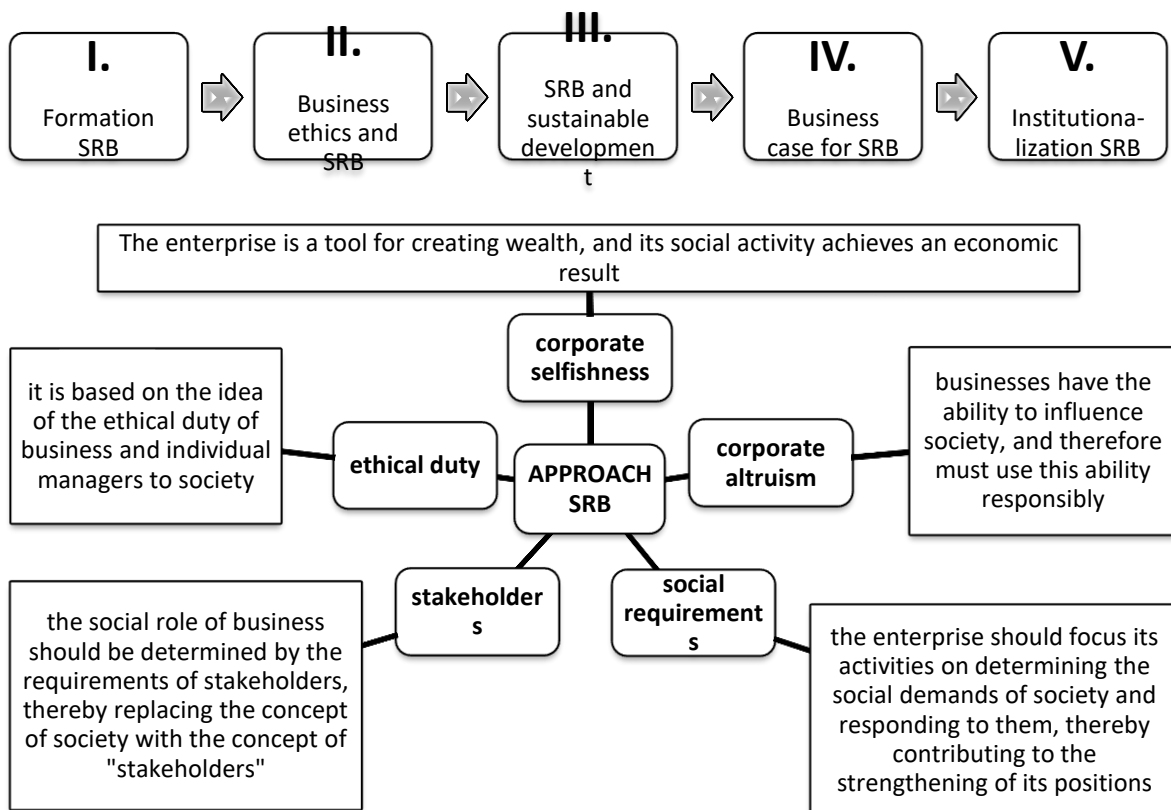 I.
Formation
SRB
II.
Business
ethics and
SRB
III.
SRB and
sustainable
developmen
t
IV.
Business
case for SRB
V.
Institutiona-
lization SRB
The enterprise is a tool for creating wealth, and its social activity achieves an economic
result
corporate
selfishness
it is based on the idea
of the ethical duty of
business and individual
managers to society
ethical duty
APPROACH
SRB
corporate
altruism
businesses have the
ability to influence
society, and therefore
must use this ability
responsibly
stakeholder
s
social
requirement
s
the social role of business
should be determined by the
requirements of stakeholders,
thereby replacing the concept
of society with the concept of
"stakeholders"
the enterprise should focus its
activities on determining the
social demands of society and
responding to them, thereby
contributing to the
strengthening of its positions